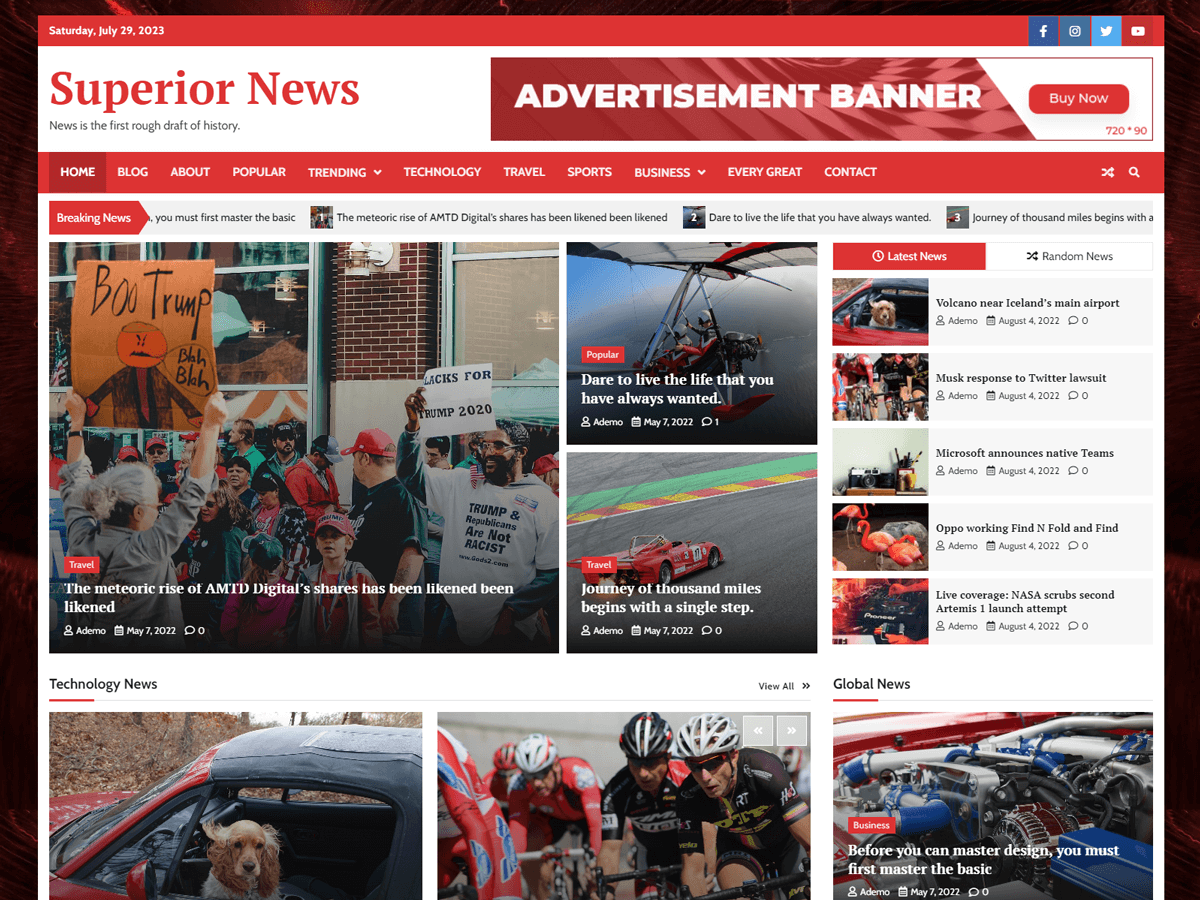 Saturday, July 29, 2023
Superior News
News is the first rough draft of history.
ADVERTISEMENT BANNER
Buy Now
720 * 90
HOME BLOG ABOUT POPULAR TRENDING TECHNOLOGY TRAVEL SPORTS BUSINESS EVERY GREAT CONTACT
Breaking News , you must first master the basic 1 The meteoric rise of AMTD Digital's shares has been likened been likened 2 Dare to live the life that you have always wanted. 3 Journey of thousand miles begins with a
Boo Trump
Blah
Blah
LACKS FOR
TRUMP 2020
TRUMP &
Republicans
Are Not
RACIST
www.Gods2.com
Travel
The meteoric rise of AMTD Digital's shares has been likened been
likened
Ademo May 7, 2022 0
Popular
Dare to live the life that you
have always wanted.
Ademo May 7, 2022 1
Travel
Journey of thousand miles
begins with a single step.
Ademo May 7, 2022 0
Latest News Random News
Volcano near Iceland's main airport
Ademo August 4, 2022 0
Musk response to Twitter lawsuit
Ademo August 4, 2022 0
Microsoft announces native Teams
Ademo August 4, 2022 0
Oppo working Find N Fold and Find
Ademo August 4, 2022 0
Pioneer
Live coverage: NASA scrubs second
Artemis 1 launch attempt
Ademo August 4, 2022 0
Technology News
View All »
Global News
« »
Business
Before you can master design, you must
first master the basic
Ademo May 7, 2022 0